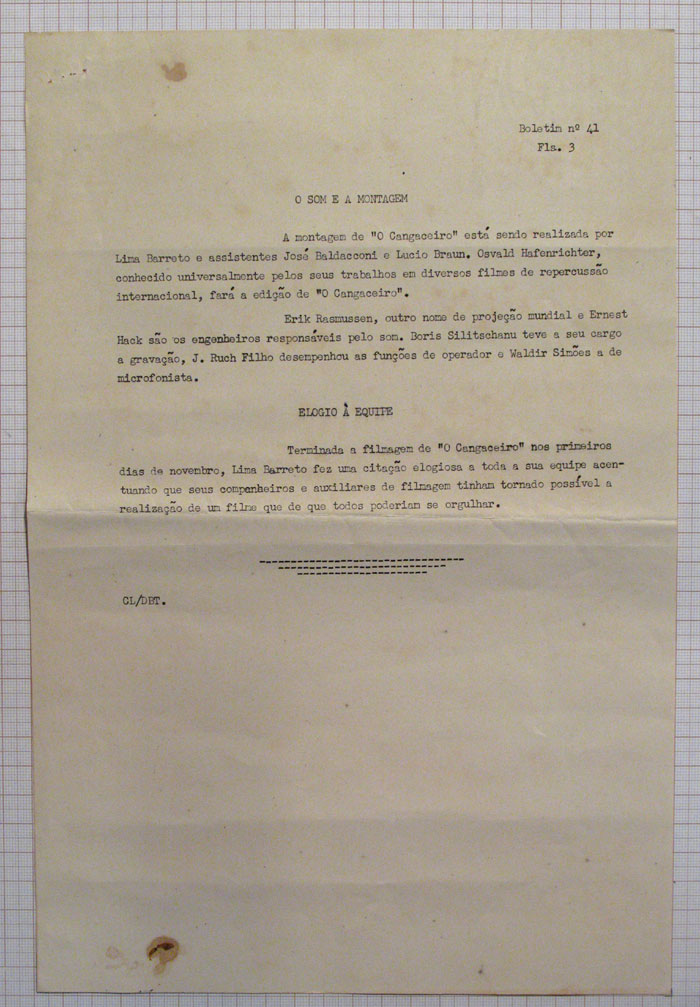 Boletim nº 41
Fls. 3
O SOM E A MONTAGEM
A montagem de "O Cangaceiro" está sendo realizada por
Lima Barreto e assistentes José Baldacconi e Lucio Braun. Osvald Hafenrichter,
conhecido universalmente pelos seus trabalhos em diversos filmes de repercussão
internacional, fará a edição de "O Cangaceiro".
Erik Rasmussen, outro nome de projeção mundial e Ernest
Hack são os engenheiros responsáveis pelo som. Boris Silitschanu teve a seu cargo
a gravação, J. Ruch Filho desempenhou as funções de operador e Waldir Simões a de
microfonista.
ELOGIO À EQUIPE
Terminada a filmagem de "O Cangaceiro" nos primeiros
dias de novembro, Lima Barreto fez uma citação elogiosa a toda a sua equipe acen-
tuando que seus companheiros e auxiliares de filmagem tinham tornado possível a
realização de um filme que de que todos poderiam se orgulhar.
CL/DBT.